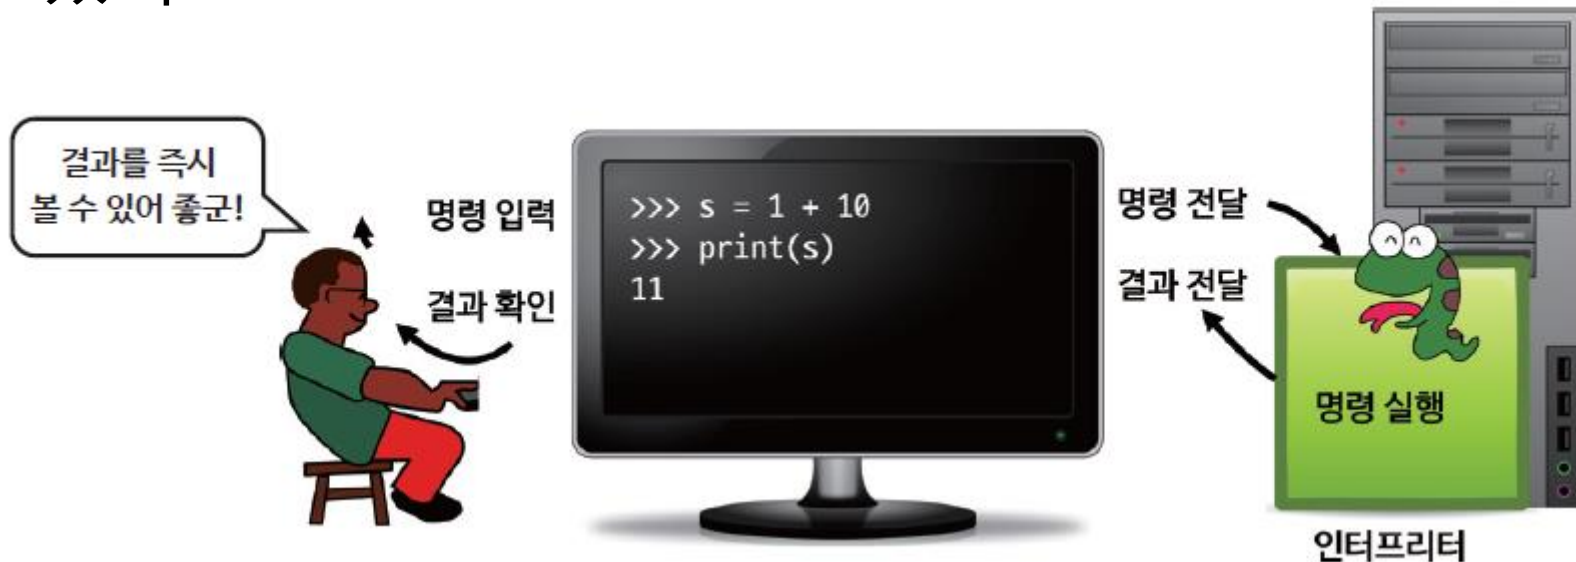 결과를 즉시
볼 수 있어 좋군!
명령 입력
결과 확인
>>> s = 1 + 10
>>> print(s)
11
명령 전달
결과 전달
명령 실행
인터프리터